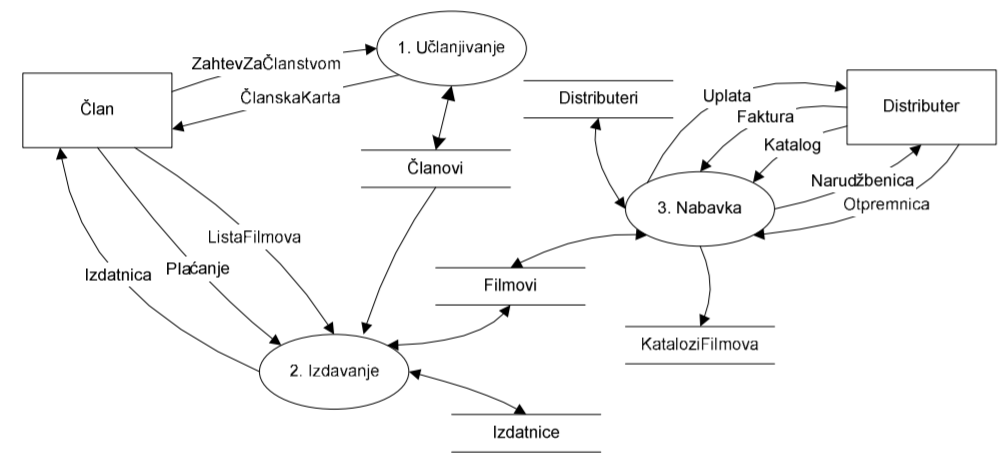 1. Učlanjivanje
ZahtevZaČlanstvom
Član
ČlanskaKarta
Distributeri
Uplata
Distributer
Faktura
Katalog
Članovi
Narudžbenica
Otpremnica
3. Nabavka
ListaFilmova
Plaćanje
Izdatnica
Filmovi
KataloziFilmova
2. Izdavanje
Izdatnice